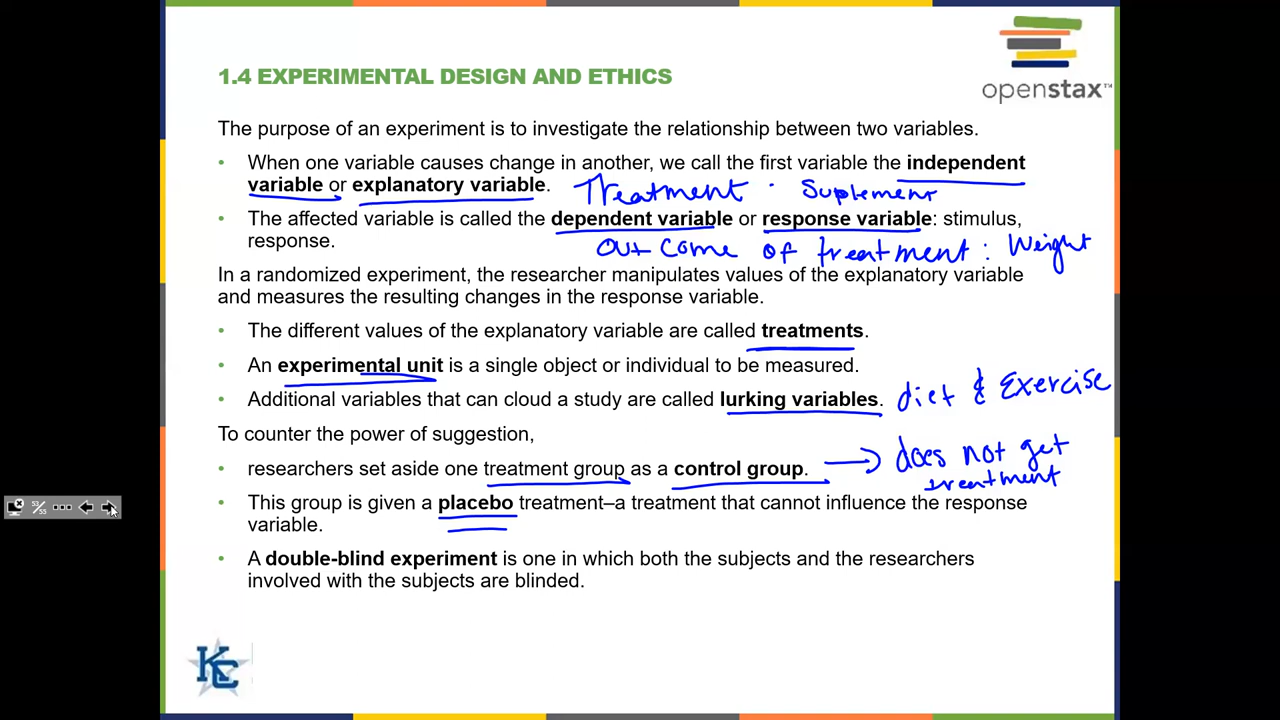 openstax™
1.4 EXPERIMENTAL DESIGN AND ETHICS
The purpose of an experiment is to investigate the relationship between two variables.
• When one variable causes change in another, we call the first variable the independent
variable or explanatory variable. Treatment : Suplement
• The affected variable is called the dependent variable or response variable: stimulus,
response. Out come of treatment : Weight
In a randomized experiment, the researcher manipulates values of the explanatory variable
and measures the resulting changes in the response variable.
• The different values of the explanatory variable are called treatments.
• An experimental unit is a single object or individual to be measured.
• Additional variables that can cloud a study are called lurking variables. diet & Exercise
To counter the power of suggestion,
• researchers set aside one treatment group as a control group. → does not get
treatment
• This group is given a placebo treatment–a treatment that cannot influence the response
variable.
• A double-blind experiment is one in which both the subjects and the researchers
involved with the subjects are blinded.
53/55
KC